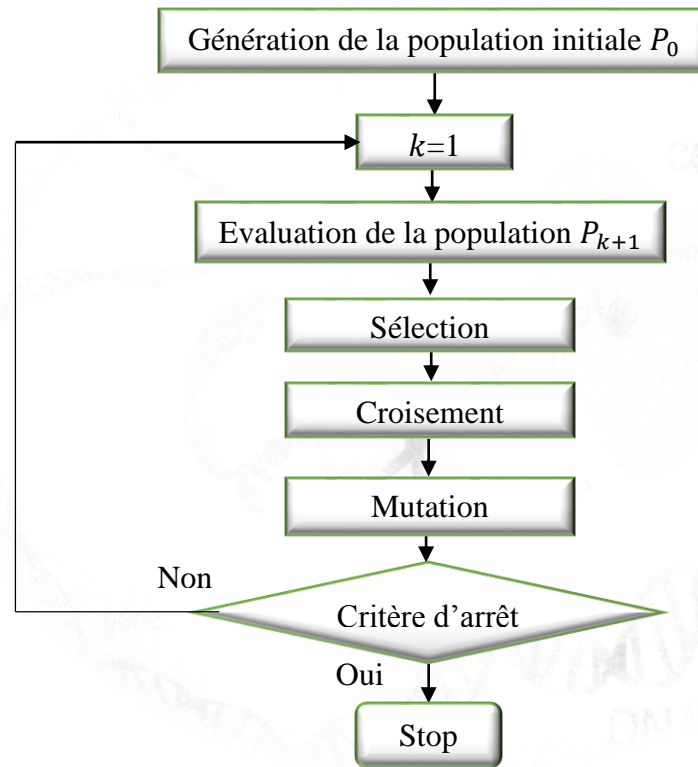 Génération de la population initiale P₀
k=1
Evaluation de la population Pₖ₊₁
Sélection
Croisement
Mutation
Non
Critère d’arrêt
Oui
Stop
DNA